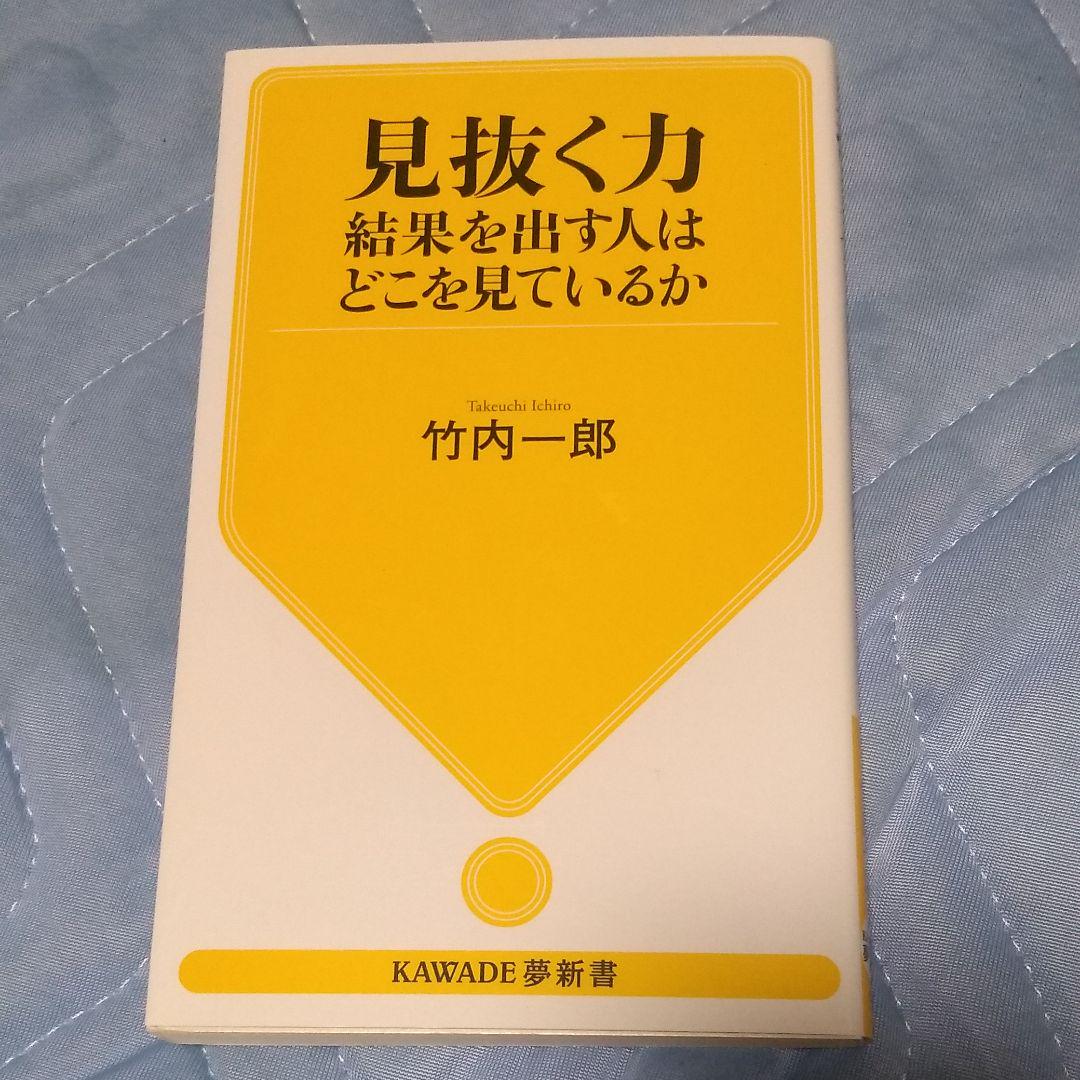 見抜く力
結果を出す人は
どこを見ているか
Takeuchi Ichiro
竹内一郎
KAWADE夢新書